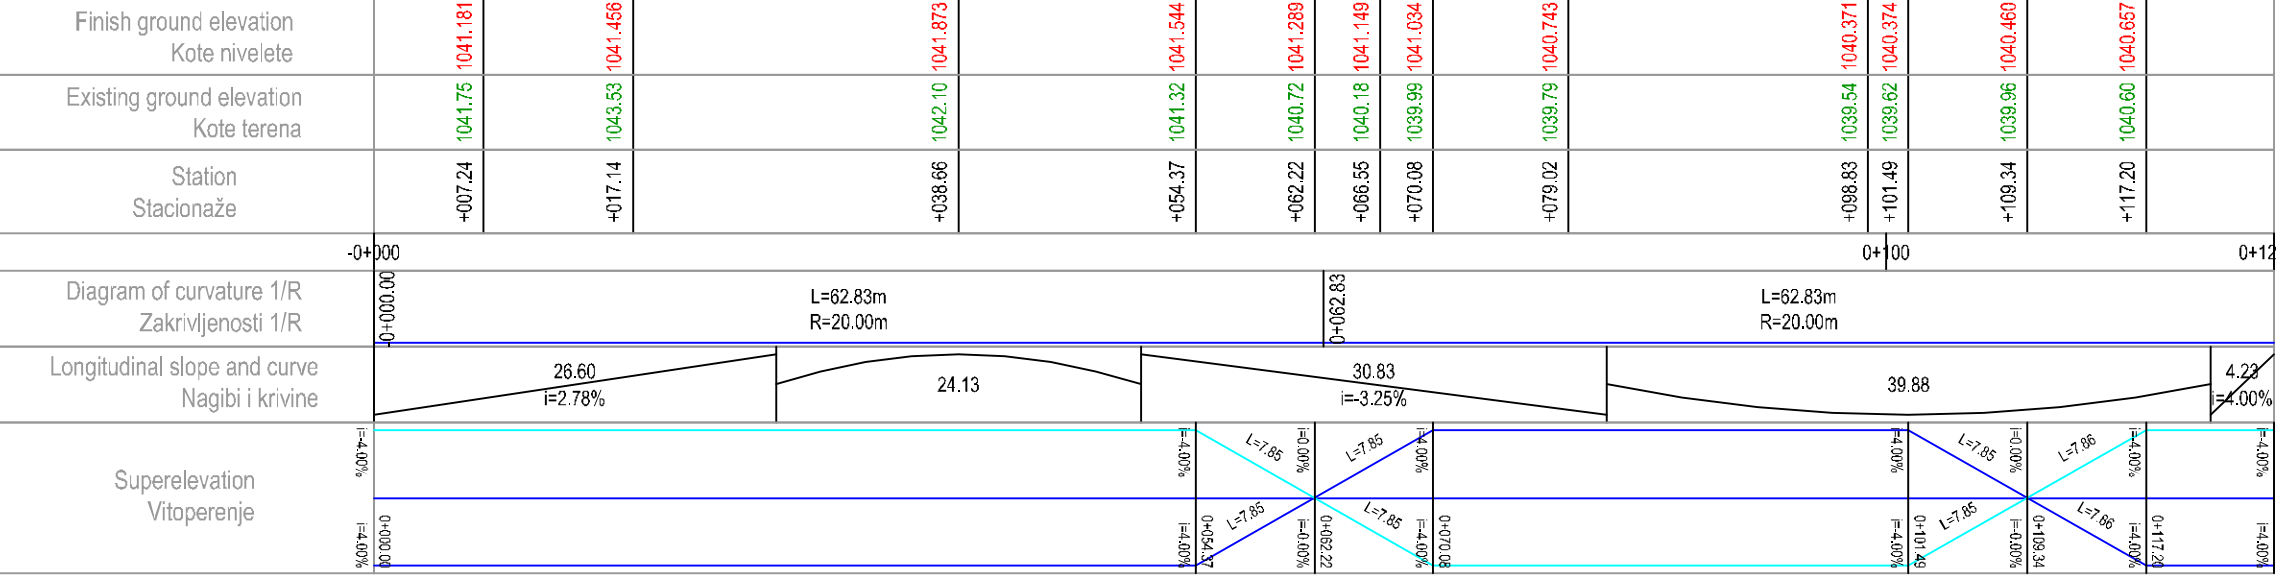 Finish ground elevation
Kote nivelete
1041.181 1041.456 1041.873 1041.544 1041.289 1041.149 1041.034 1040.743 1040.371 1040.374 1040.460 1040.657
Existing ground elevation
Kote terena
1041.75 1043.53 1042.10 1041.32 1040.72 1040.18 1039.99 1039.79 1039.54 1039.62 1039.96 1040.60
Station
Stacionaže
+007.24 +017.14 +038.66 +054.37 +062.22 +066.55 +070.08 +079.02 +098.83 +101.49 +109.34 +117.20
-0+000 0+100 0+12
Diagram of curvature 1/R
Zakrivljenosti 1/R
-0+000.00 0+062.83
L=62.83m L=62.83m
R=20.00m R=20.00m
Longitudinal slope and curve
Nagibi i krivine
26.60 24.13 30.83 39.88 4.23
i=2.78% i=-3.25% i=4.00%
Superelevation
Vitoperenje
i=-4.00% i=-4.00% L=7.85 i=0.00% L=7.85 i=4.00% i=4.00% L=7.85 i=0.00% L=7.86 i=-4.00% i=-4.00%
i=4.00% 0+000.00 i=4.00% 0+054.37 L=7.85 i=-0.00% 0+062.22 L=7.85 i=-4.00% 0+070.08 i=-4.00% 0+101.49 L=7.85 i=-0.00% 0+109.34 L=7.86 i=4.00% 0+117.20 i=4.00%